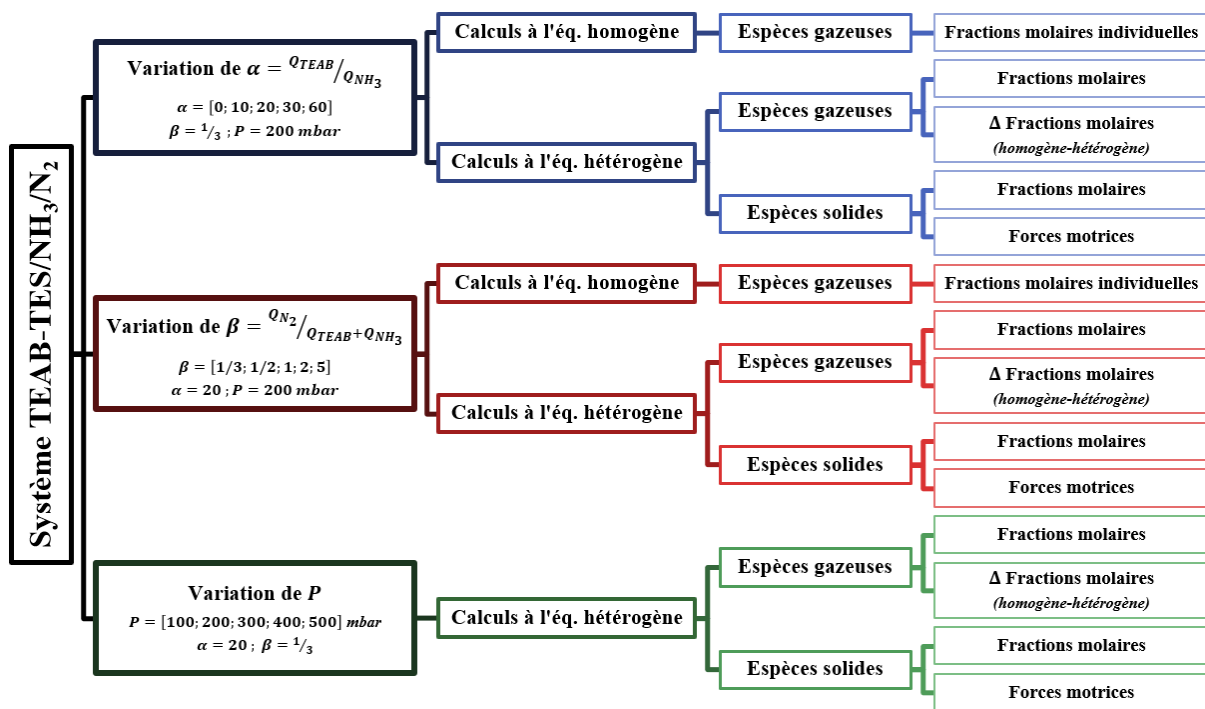 Système TEAB-TES/NH₃/N₂
Variation de α = Q_TEAB/Q_NH₃
α = [0; 10; 20; 30; 60]
β = 1/3 ; P = 200 mbar
Calculs à l'éq. homogène
Espèces gazeuses
Fractions molaires individuelles
Calculs à l'éq. hétérogène
Espèces gazeuses
Fractions molaires
Δ Fractions molaires
(homogène-hétérogène)
Espèces solides
Fractions molaires
Forces motrices
Variation de β = Q_N₂/Q_TEAB+Q_NH₃
β = [1/3; 1/2; 1; 2; 5]
α = 20 ; P = 200 mbar
Calculs à l'éq. homogène
Espèces gazeuses
Fractions molaires individuelles
Calculs à l'éq. hétérogène
Espèces gazeuses
Fractions molaires
Δ Fractions molaires
(homogène-hétérogène)
Espèces solides
Fractions molaires
Forces motrices
Variation de P
P = [100; 200; 300; 400; 500] mbar
α = 20 ; β = 1/3
Calculs à l'éq. hétérogène
Espèces gazeuses
Fractions molaires
Δ Fractions molaires
(homogène-hétérogène)
Espèces solides
Fractions molaires
Forces motrices